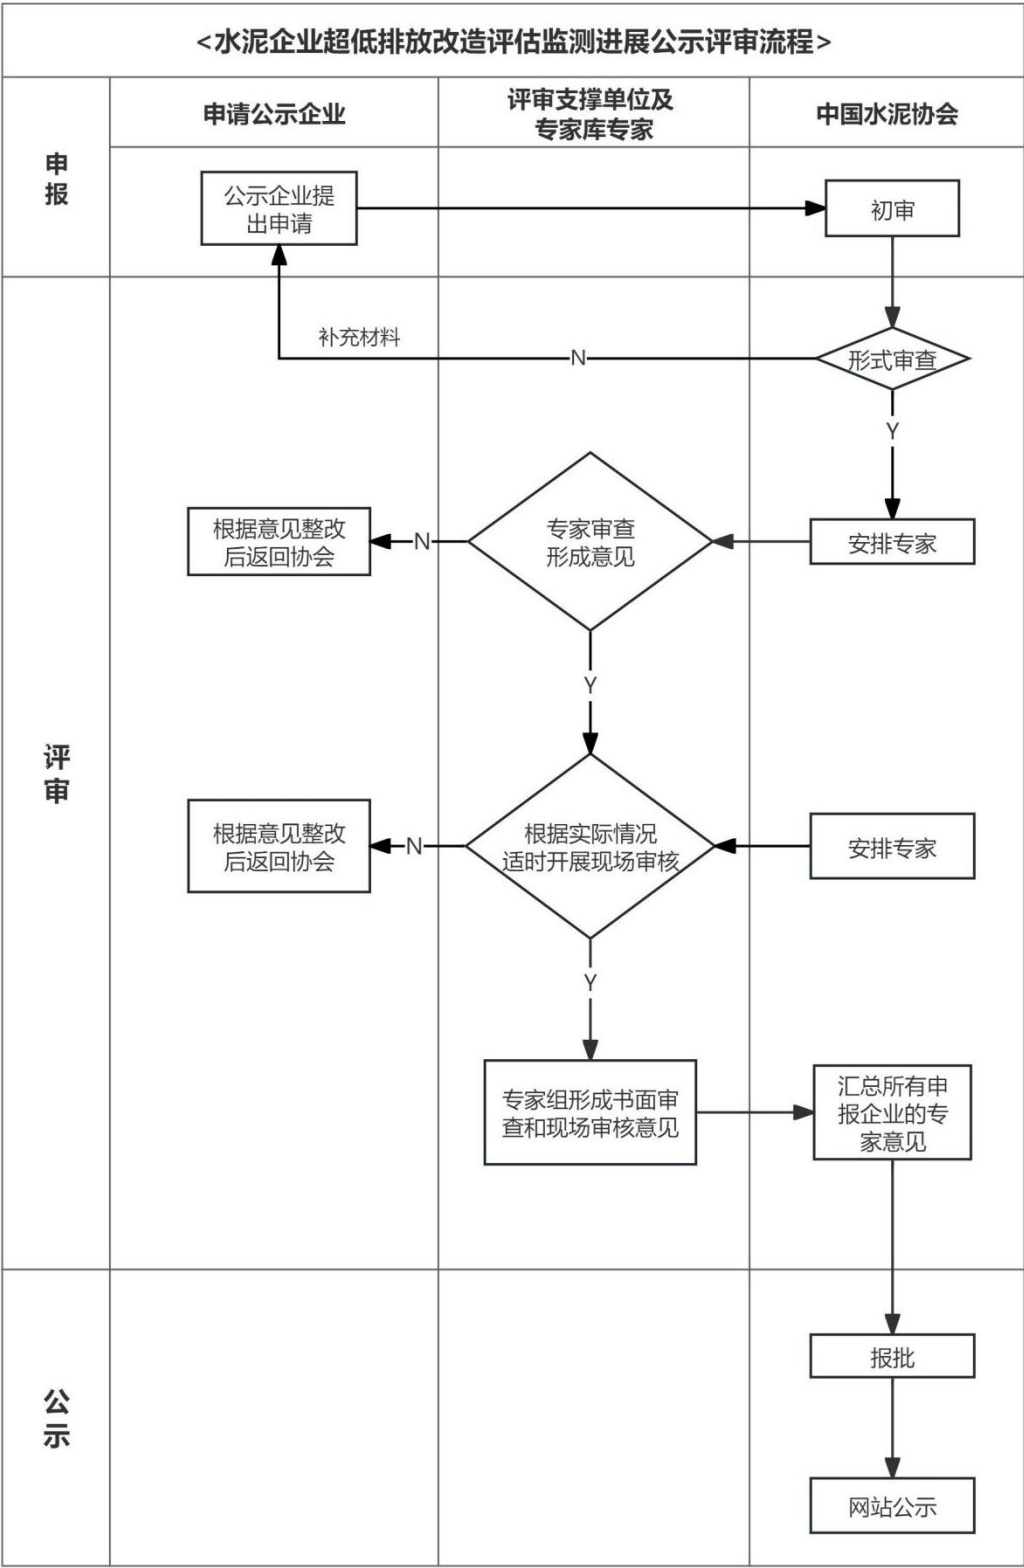 <水泥企业超低排放改造评估监测进展公示评审流程>
申请公示企业
评审支撑单位及
专家库专家
中国水泥协会
申
报
公示企业提
出申请
初审
补充材料
N
形式审查
Y
评
审
根据意见整改
后返回协会
N
专家审查
形成意见
安排专家
Y
根据意见整改
后返回协会
N
根据实际情况
适时开展现场审核
安排专家
Y
专家组形成书面审
查和现场审核意见
汇总所有申
报企业的专
家意见
公
示
报批
网站公示